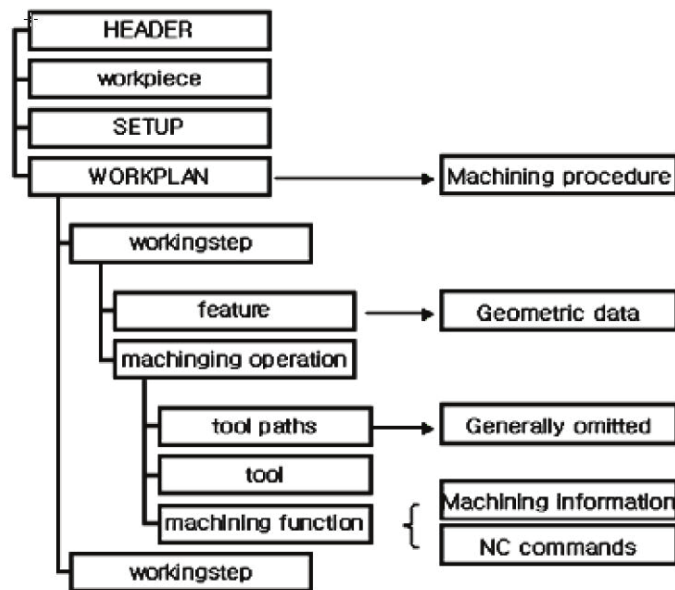 HEADER
workpiece
SETUP
WORKPLAN
Machining procedure
workingstep
feature
Geometric data
machinging operation
tool paths
Generally omitted
tool
Machining Information
machining function
NC commands
workingstep